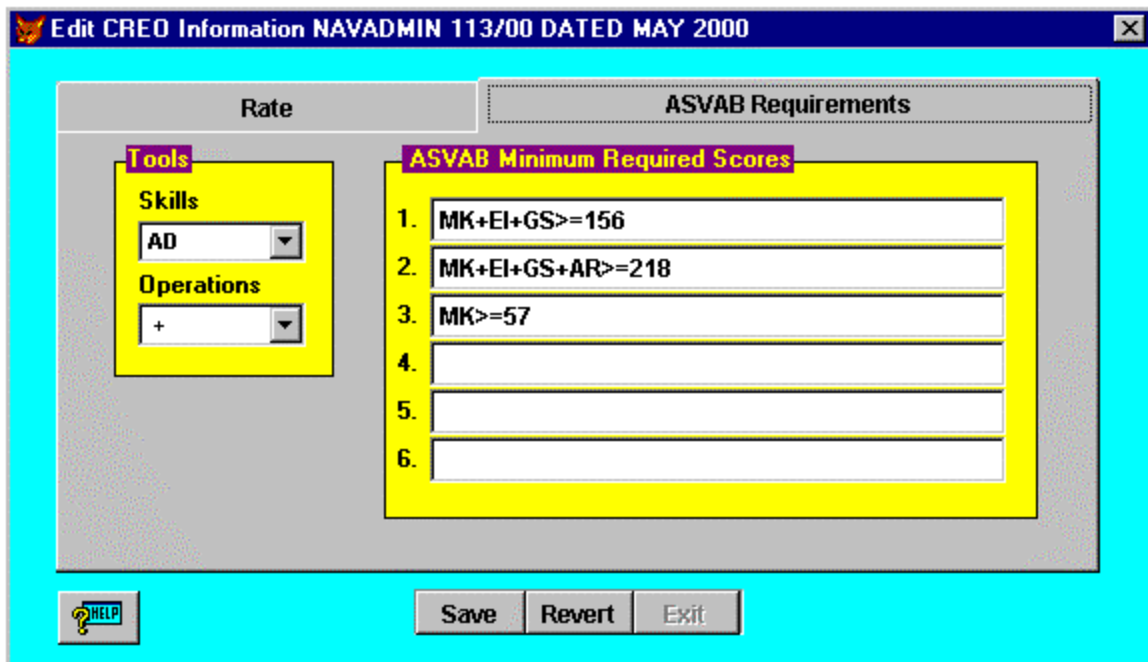 Edit CREO Information NAVADMIN 113/00 DATED MAY 2000
Rate
ASVAB Requirements
Tools
Skills
AD
Operations
+
ASVAB Minimum Required Scores
1. MK+EI+GS>=156
2. MK+EI+GS+AR>=218
3. MK>=57
4.
5.
6.
?HELP
Save Revert Exit